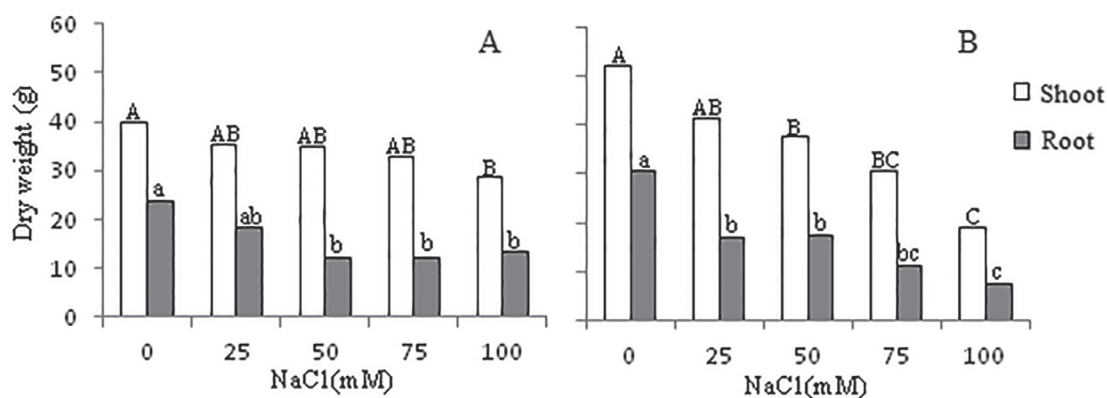 60
50
40
30
20
10
0
Dry weight (g)
A
A
a
AB
ab
AB
b
AB
b
B
b
0 25 50 75 100
NaCl(mM)
B
A
a
AB
b
B
b
BC
bc
C
c
0 25 50 75 100
NaCl(mM)
Shoot
Root